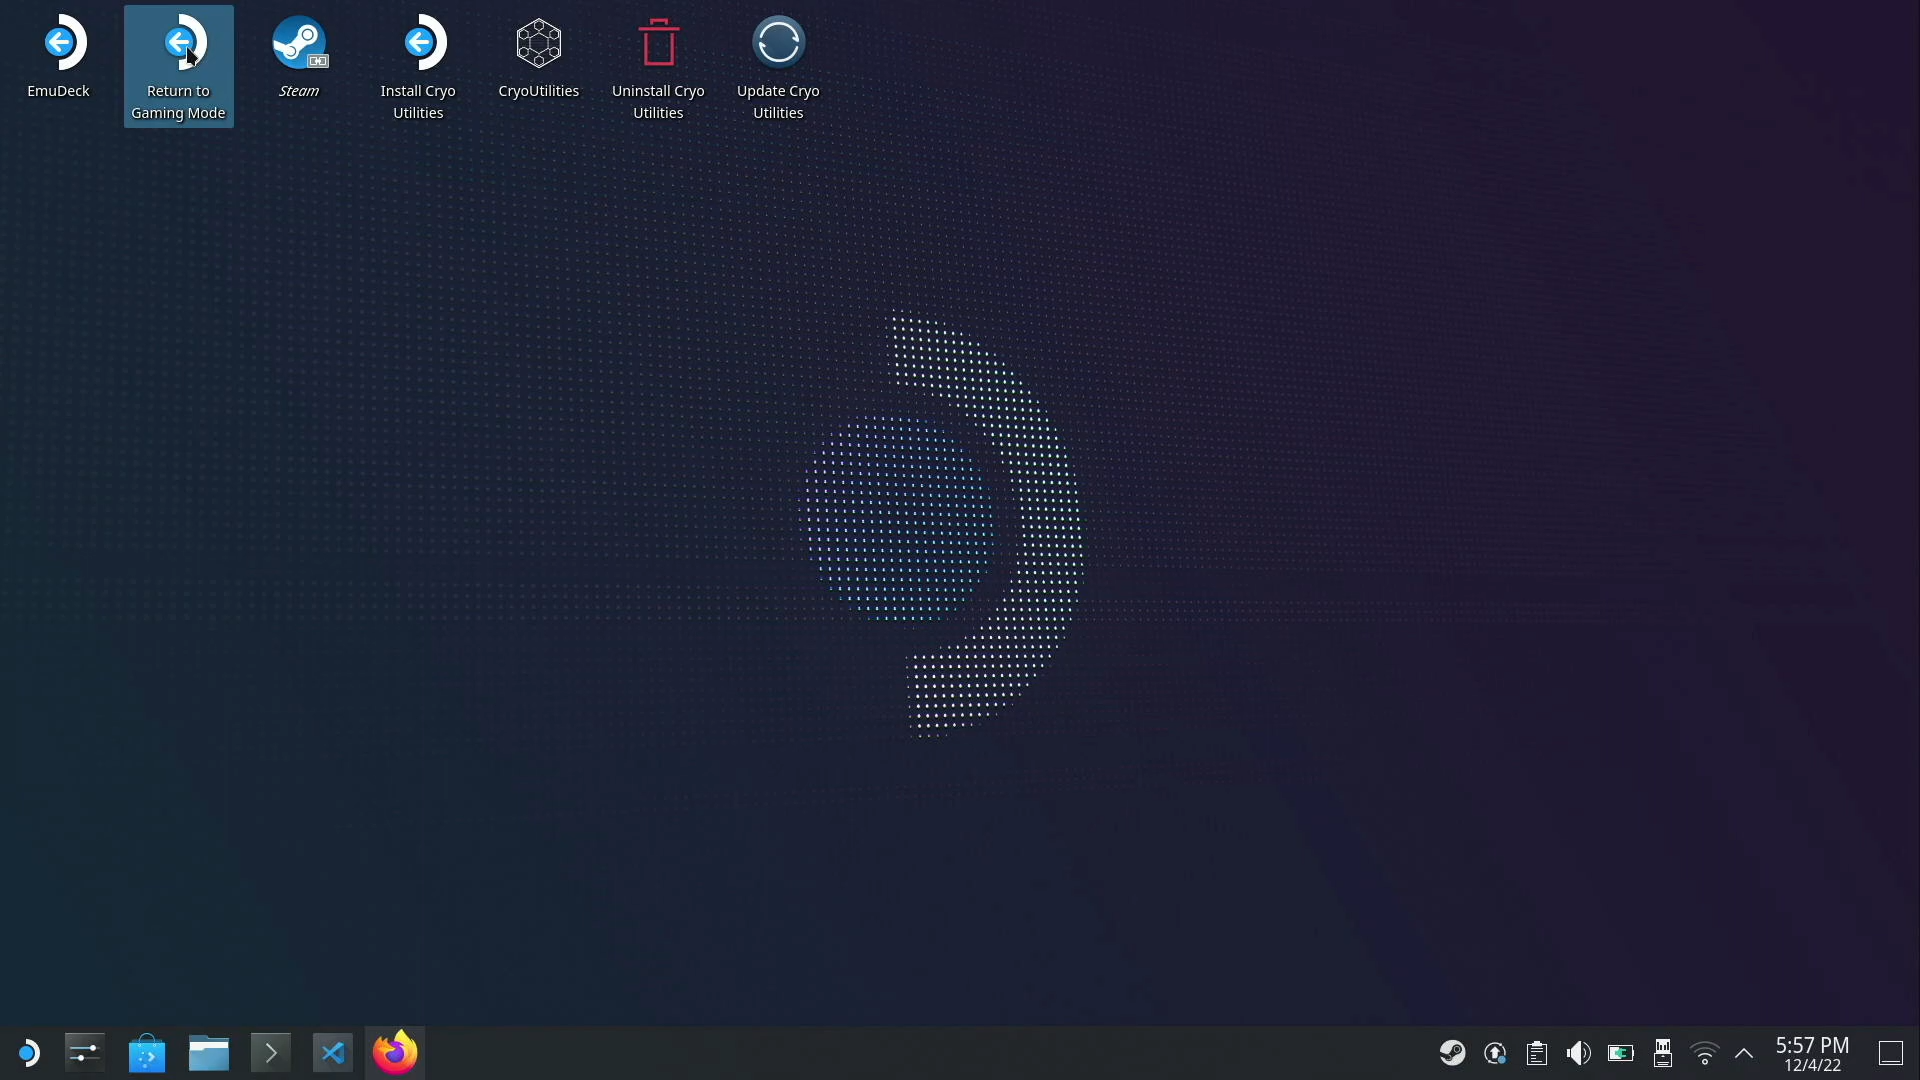 EmuDeck
Return to
Gaming Mode
Steam
Install Cryo
Utilities
CryoUtilities
Uninstall Cryo
Utilities
Update Cryo
Utilities
5:57 PM
12/4/22